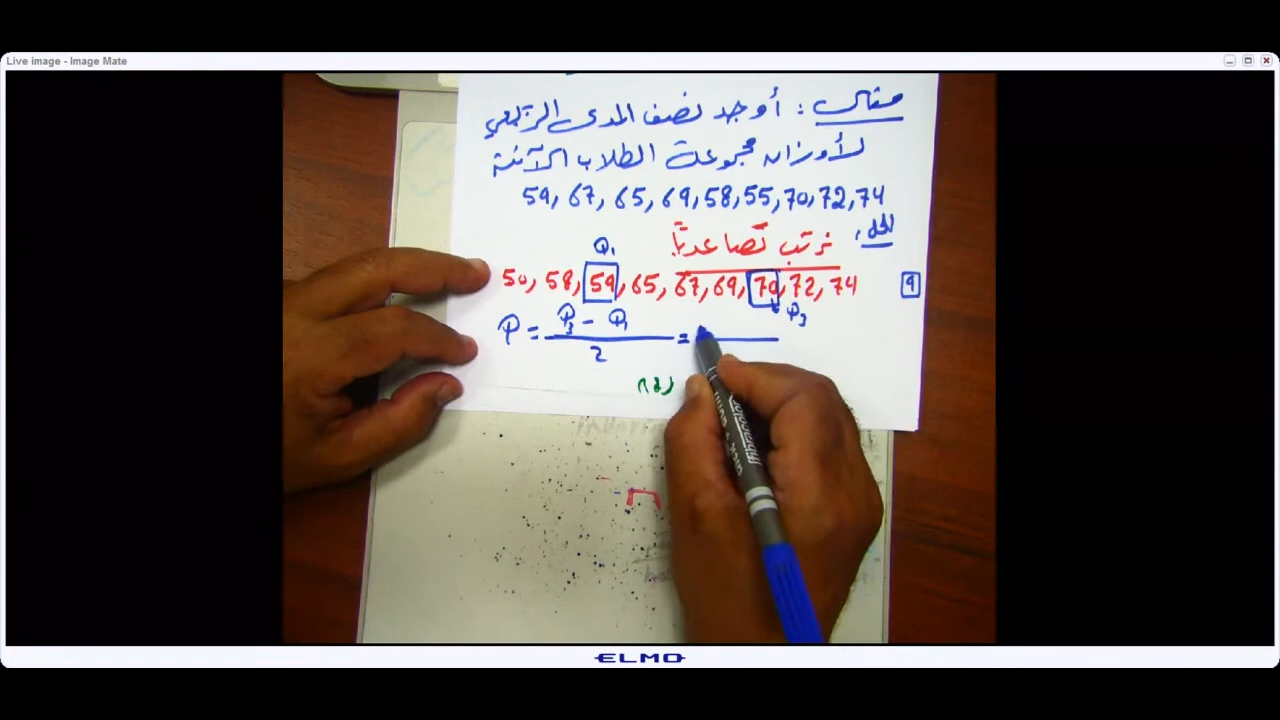 Live image - Image Mate
مثال : أوجد نصف المدى الربيعي
لأوزان مجموعة الطلاب الآتية
59, 67, 65, 69, 58, 55, 70, 72, 74
الحل :
نرتب تصاعدياً
Q1
50, 58, 59, 65, 67, 69, 70, 72, 74
9
Q3
Q = Q3 - Q1 / 2 =
ELMO